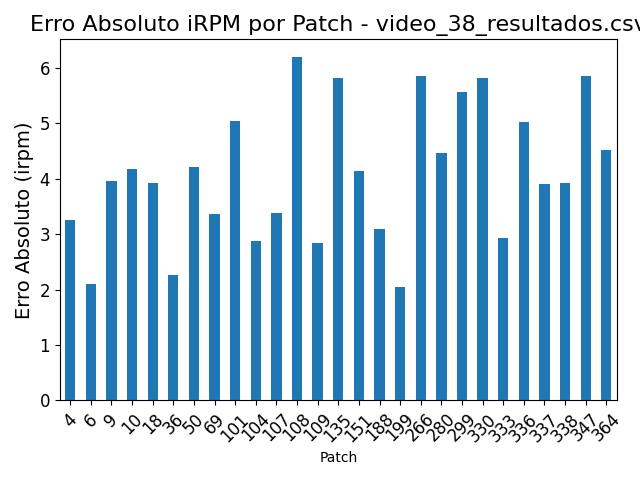 Erro Absoluto iRPM por Patch - video_38_resultados.csv
Erro Absoluto (irpm)
6
5
4
3
2
1
0
4 6 9 10 18 36 50 69 101 104 107 108 109 135 151 188 199 266 280 299 330 333 336 337 338 347 364
Patch